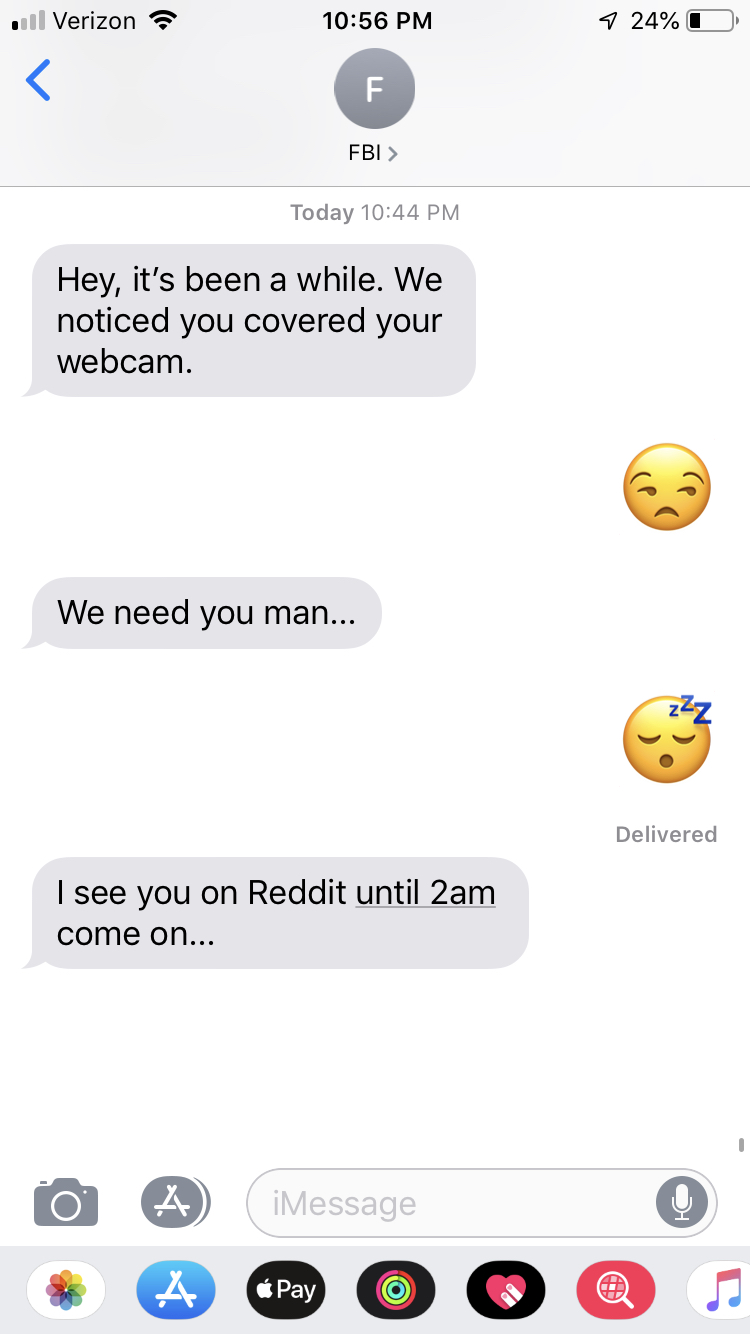 Verizon 10:56 PM 24%
F
FBI
Today 10:44 PM
Hey, it’s been a while. We
noticed you covered your
webcam.
We need you man...
zzZ
Delivered
I see you on Reddit until 2am
come on...
iMessage
Pay